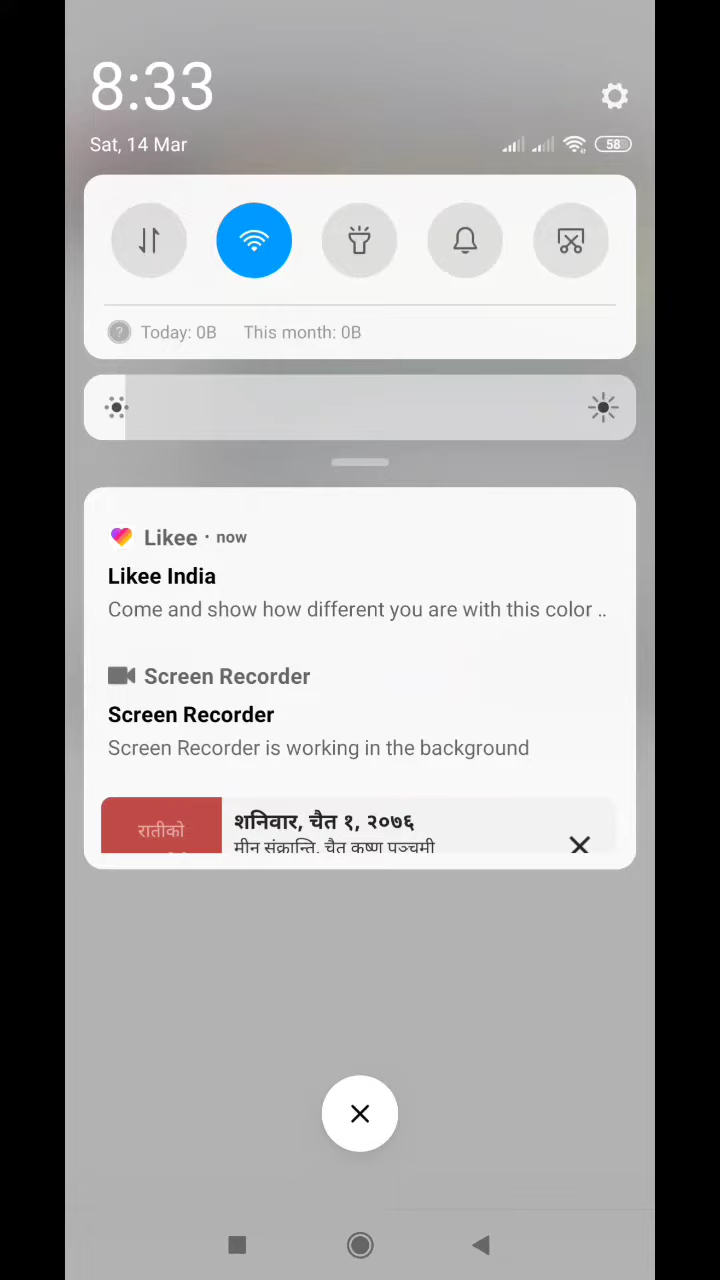 8:33
Sat, 14 Mar
58
Today: 0B This month: 0B
Likee · now
Likee India
Come and show how different you are with this color ..
Screen Recorder
Screen Recorder
Screen Recorder is working in the background
रातीको
शनिवार, चैत १, २०७६
मीन संक्रान्ति, चैत कृष्ण पञ्चमी